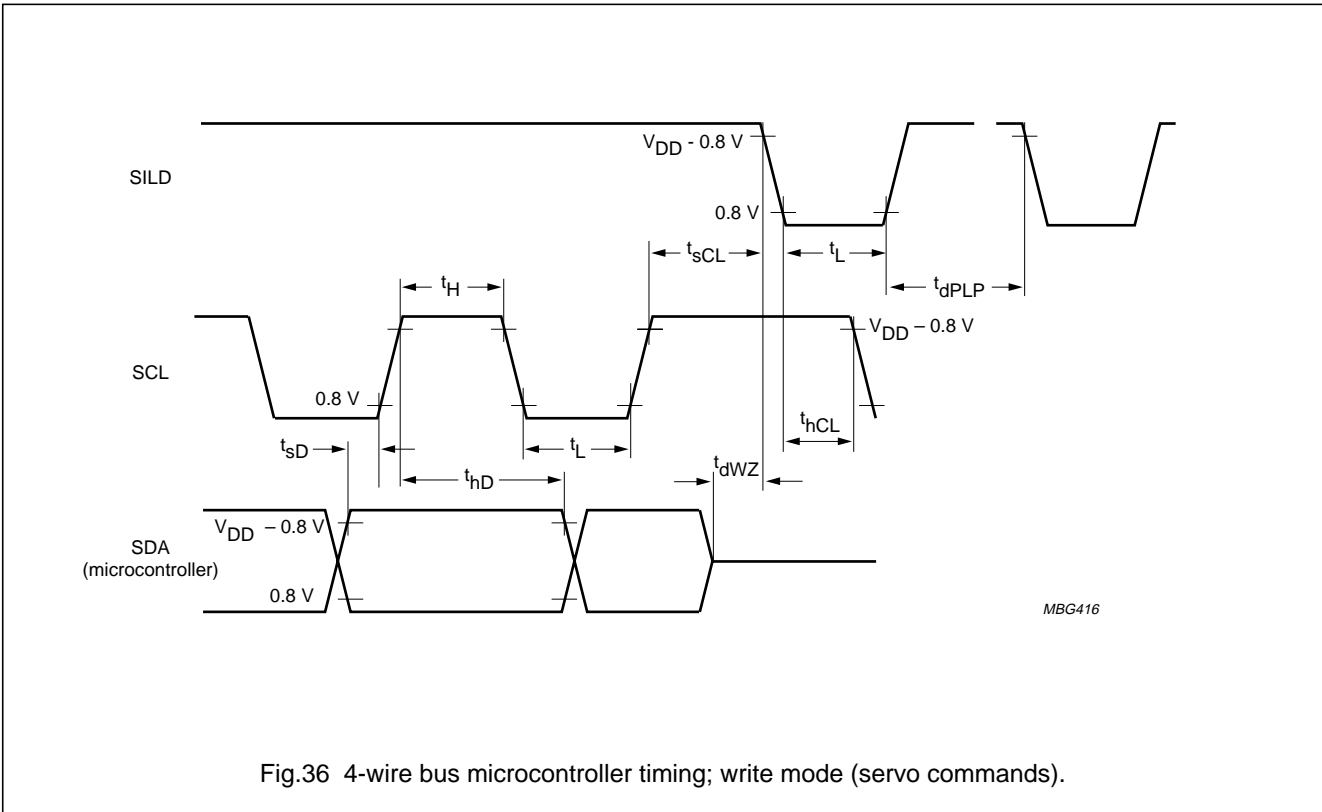 V_DD - 0.8 V
SILD
0.8 V
t_sCL
t_L
t_H
t_dPLP
V_DD – 0.8 V
SCL
0.8 V
t_hCL
t_sD
t_L
t_dWZ
t_hD
V_DD – 0.8 V
SDA
(microcontroller)
0.8 V
MBG416
Fig.36 4-wire bus microcontroller timing; write mode (servo commands).